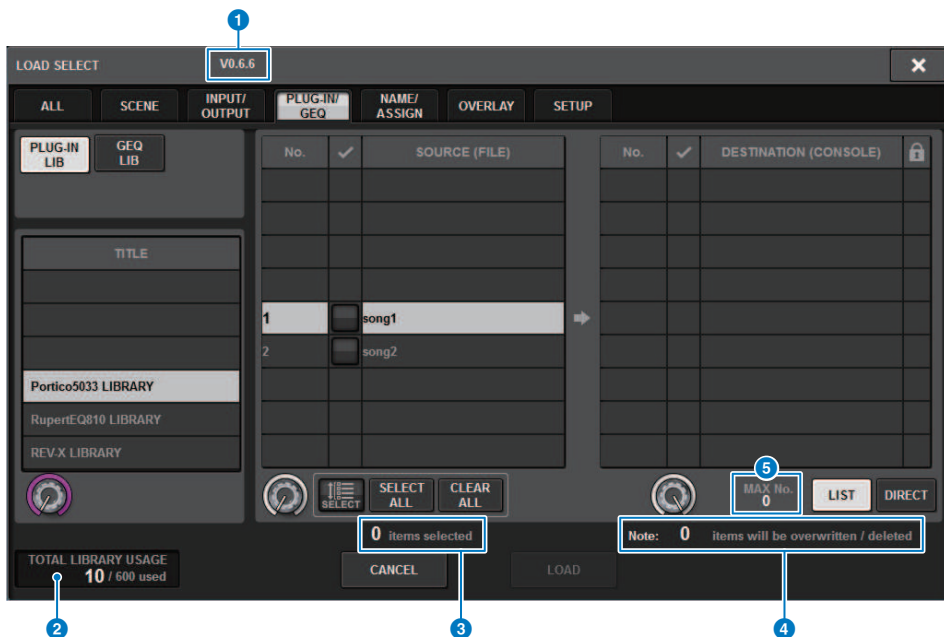 1
LOAD SELECT V0.6.6
ALL SCENE INPUT/ OUTPUT PLUG-IN/ GEQ NAME/ ASSIGN OVERLAY SETUP
PLUG-IN LIB GEQ LIB
No. SOURCE (FILE) No. DESTINATION (CONSOLE)
TITLE
1 song1
2 song2
Portico5033 LIBRARY
RupertEQ810 LIBRARY
REV-X LIBRARY
5
SELECT SELECT ALL CLEAR ALL MAX No. 0 LIST DIRECT
0 items selected Note: 0 items will be overwritten / deleted
TOTAL LIBRARY USAGE
10 / 600 used
CANCEL LOAD
2 3 4